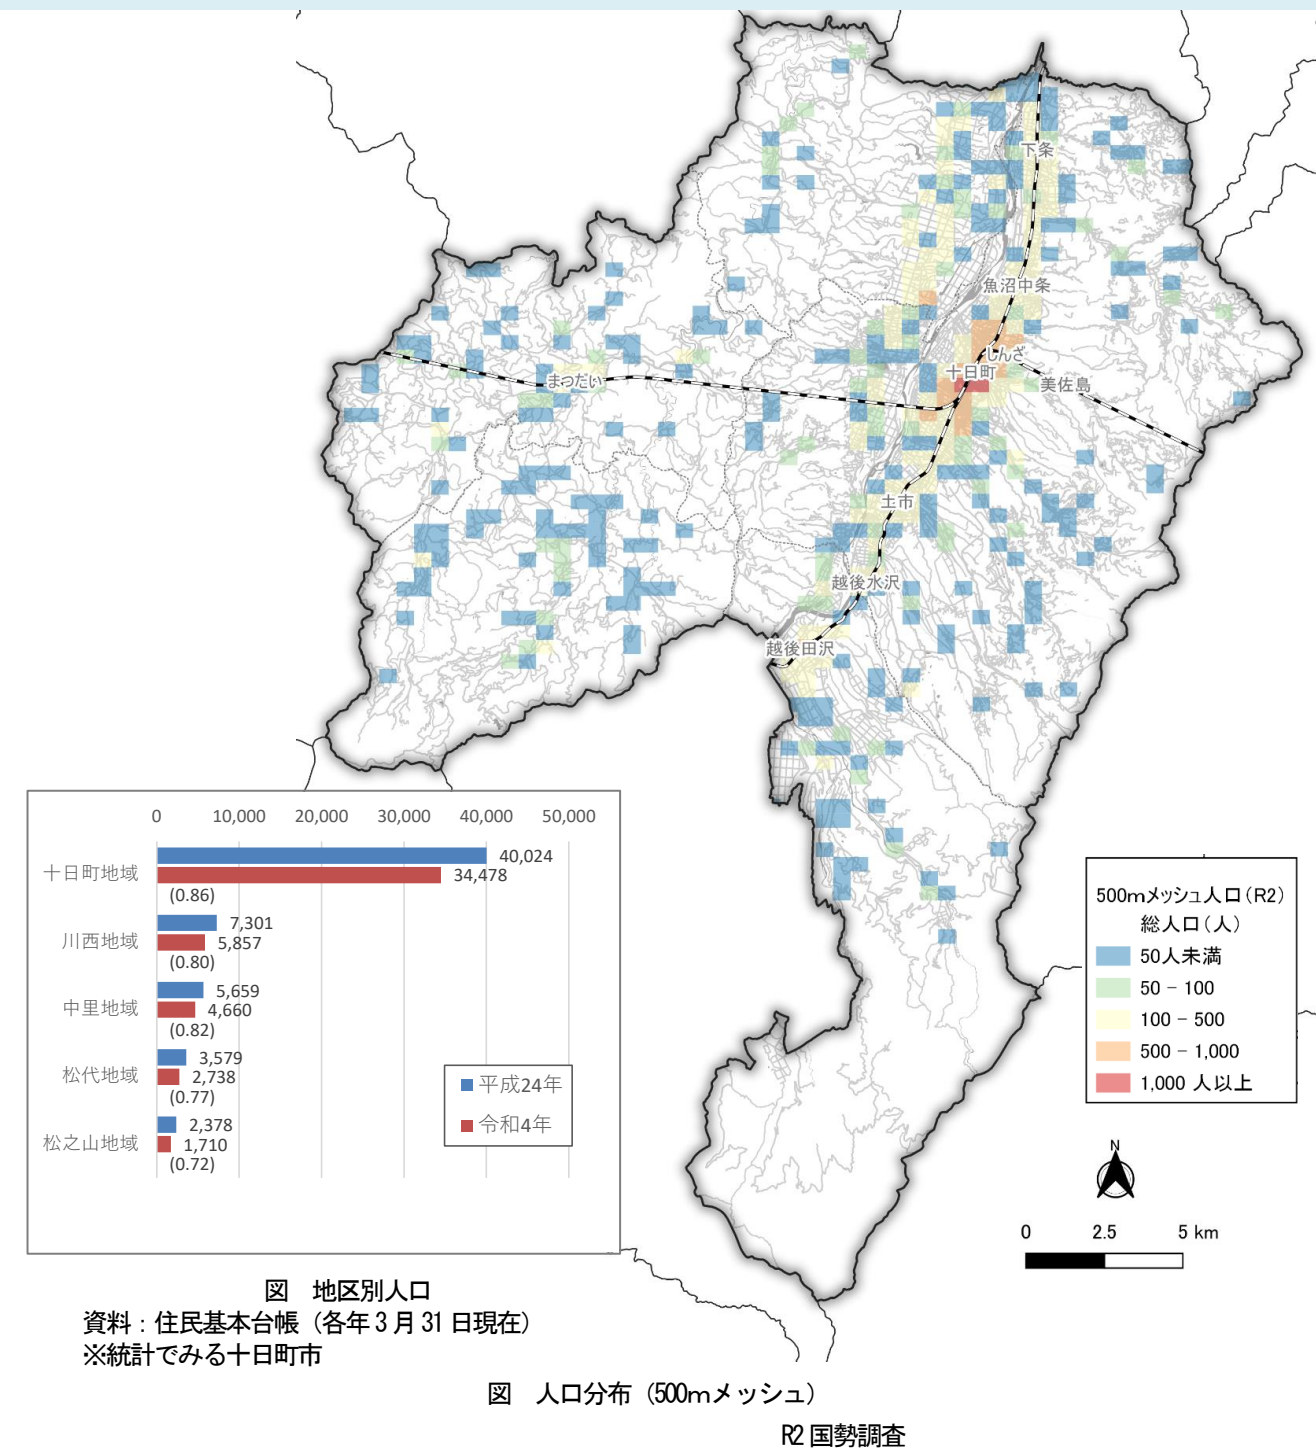 下条
魚沼中条
しんざ
十日町
美佐島
まつだい
土市
越後水沢
越後田沢
0 10,000 20,000 30,000 40,000 50,000
十日町地域 40,024
34,478
(0.86)
川西地域 7,301
5,857
(0.80)
中里地域 5,659
4,660
(0.82)
松代地域 3,579
2,738
(0.77)
松之山地域 2,378
1,710
(0.72)
平成24年
令和4年
500mメッシュ人口(R2)
総人口(人)
50人未満
50 - 100
100 - 500
500 - 1,000
1,000 人以上
N
0 2.5 5 km
図 地区別人口
資料:住民基本台帳(各年3月31日現在)
※統計でみる十日町市
図 人口分布(500mメッシュ)
R2 国勢調査